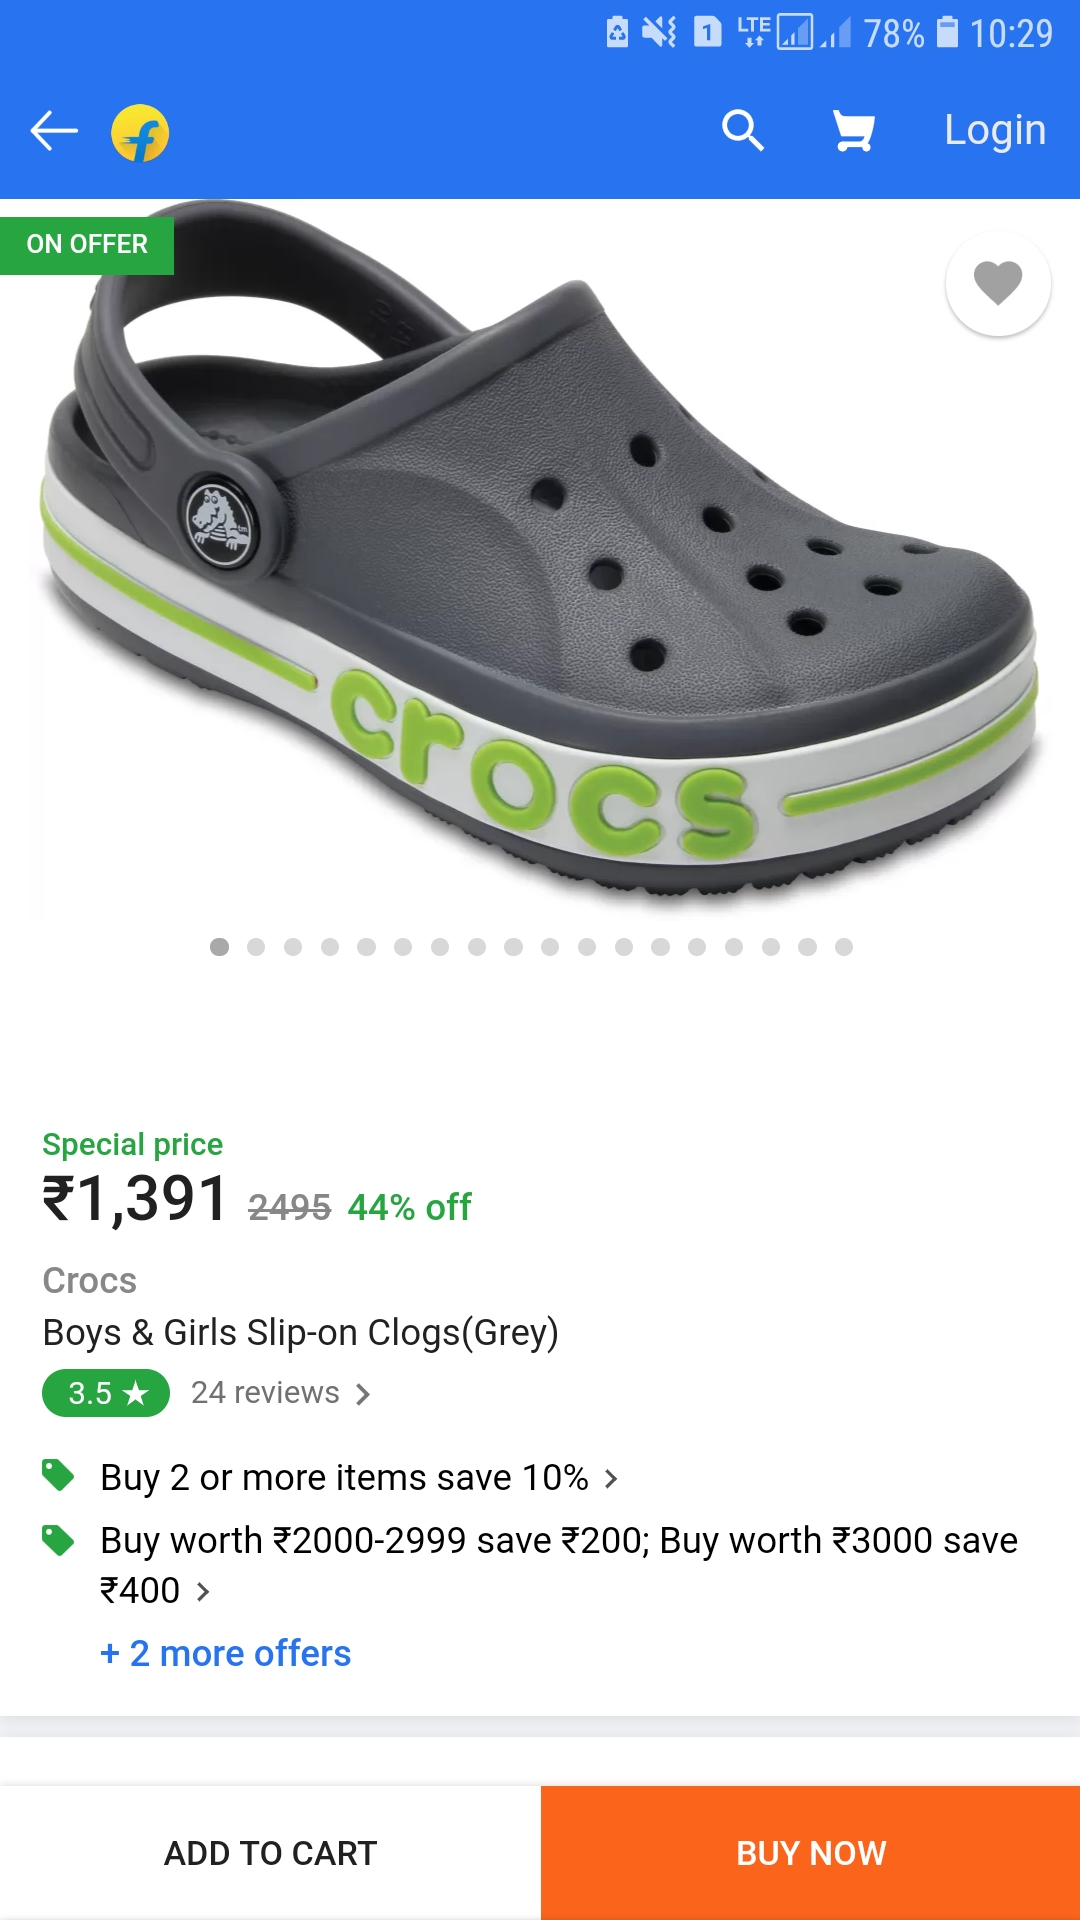 LTE 1 78% 10:29
Login
ON OFFER
crocs
Special price
₹1,391 2495 44% off
Crocs
Boys & Girls Slip-on Clogs(Grey)
3.5 ★ 24 reviews
Buy 2 or more items save 10%
Buy worth ₹2000-2999 save ₹200; Buy worth ₹3000 save
₹400
+ 2 more offers
ADD TO CART
BUY NOW